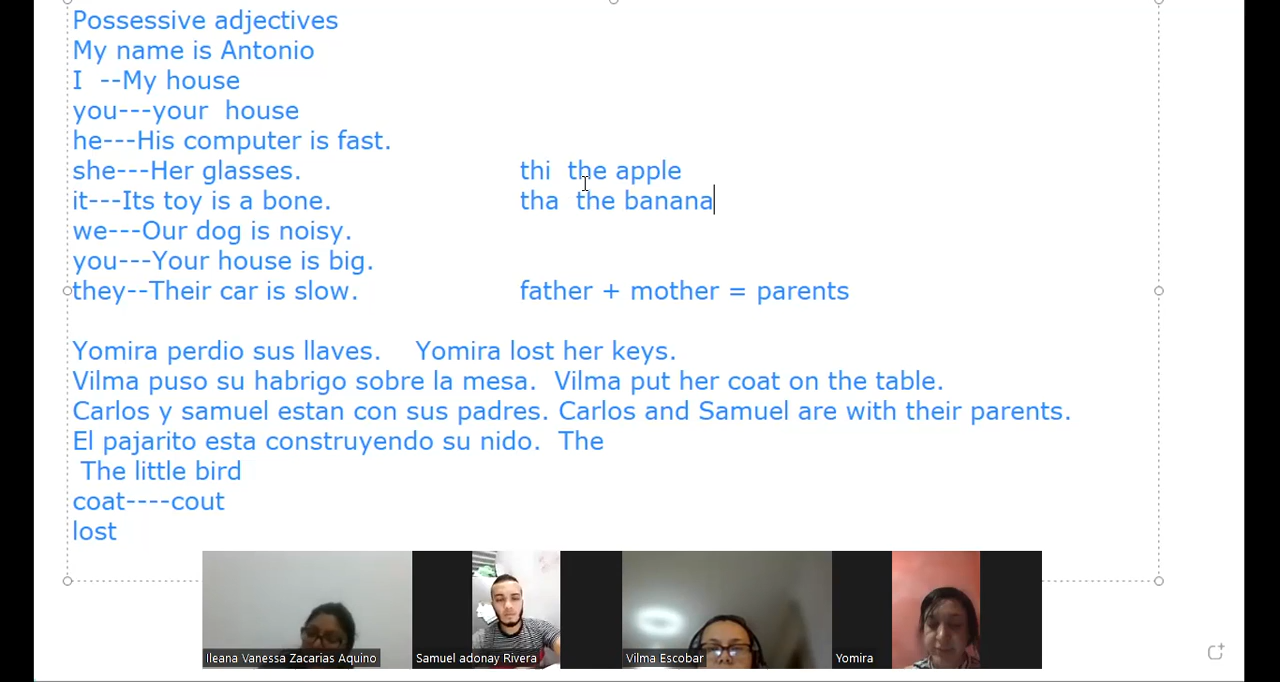 Possessive adjectives
My name is Antonio
I  --My house
you---your  house
he---His computer is fast.
she---Her glasses.    thi  the apple
it---Its toy is a bone.    tha  the banana
we---Our dog is noisy.
you---Your house is big.
they--Their car is slow.    father + mother = parents
Yomira perdio sus llaves.    Yomira lost her keys.
Vilma puso su habrigo sobre la mesa.  Vilma put her coat on the table.
Carlos y samuel estan con sus padres. Carlos and Samuel are with their parents.
El pajarito esta construyendo su nido.  The
The little bird
coat----cout
lost
Ileana Vanessa Zacarias Aquino    Samuel adonay Rivera    Vilma Escobar    Yomira